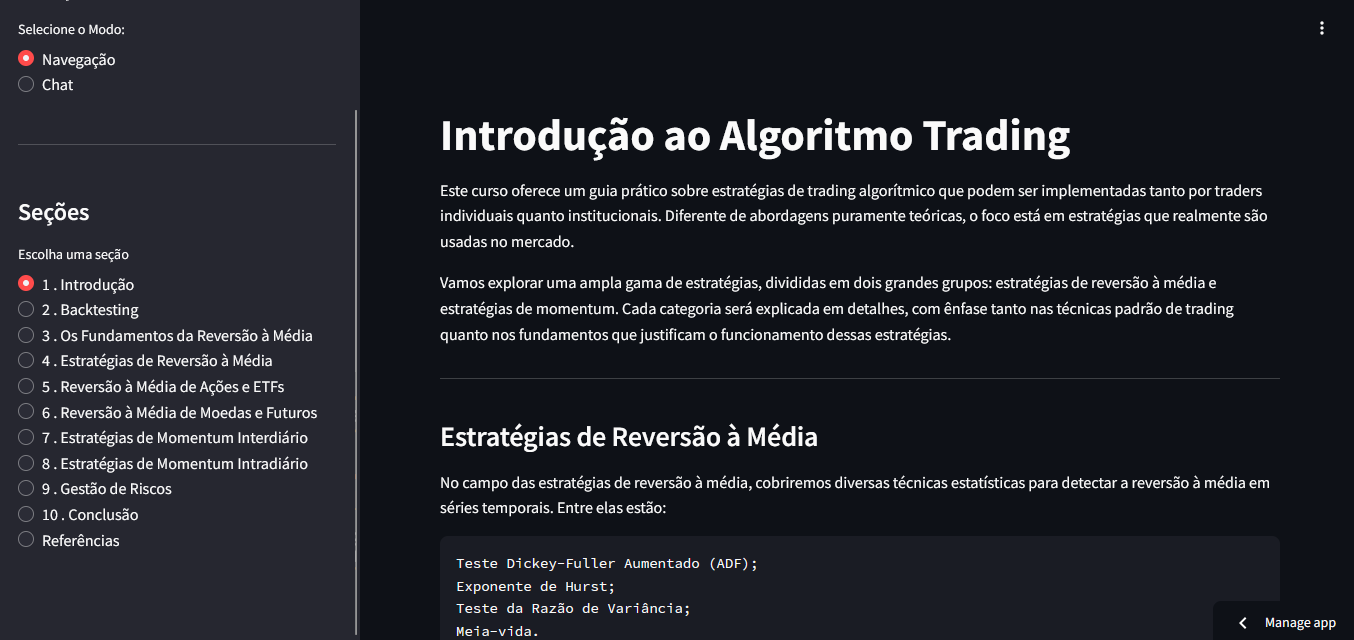 Selecione o Modo:
Navegação
Chat
Seções
Escolha uma seção
1 . Introdução
2 . Backtesting
3 . Os Fundamentos da Reversão à Média
4 . Estratégias de Reversão à Média
5 . Reversão à Média de Ações e ETFs
6 . Reversão à Média de Moedas e Futuros
7 . Estratégias de Momentum Interdiário
8 . Estratégias de Momentum Intradiário
9 . Gestão de Riscos
10 . Conclusão
Referências
Introdução ao Algoritmo Trading
Este curso oferece um guia prático sobre estratégias de trading algorítmico que podem ser implementadas tanto por traders
individuais quanto institucionais. Diferente de abordagens puramente teóricas, o foco está em estratégias que realmente são
usadas no mercado.
Vamos explorar uma ampla gama de estratégias, divididas em dois grandes grupos: estratégias de reversão à média e
estratégias de momentum. Cada categoria será explicada em detalhes, com ênfase tanto nas técnicas padrão de trading
quanto nos fundamentos que justificam o funcionamento dessas estratégias.
Estratégias de Reversão à Média
No campo das estratégias de reversão à média, cobriremos diversas técnicas estatísticas para detectar a reversão à média em
séries temporais. Entre elas estão:
Teste Dickey-Fuller Aumentado (ADF);
Exponente de Hurst;
Teste da Razão de Variância;
Meia-vida.
Manage app